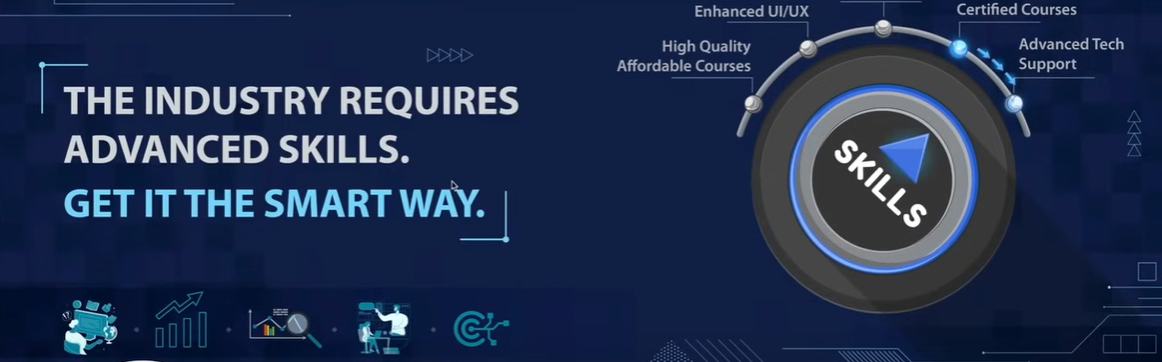 THE INDUSTRY REQUIRES
ADVANCED SKILLS.
GET IT THE SMART WAY.
Enhanced UI/UX
High Quality
Affordable Courses
Certified Courses
Advanced Tech
Support
SKILLS